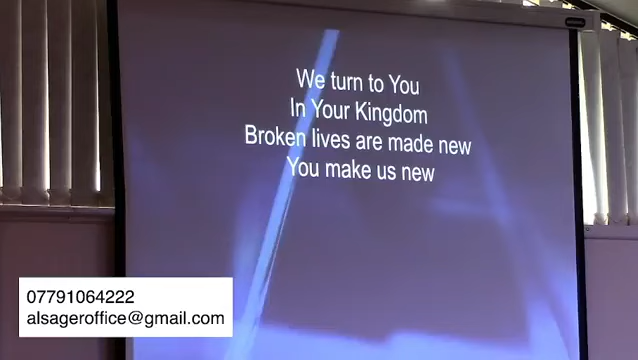 We turn to You
In Your Kingdom
Broken lives are made new
You make us new
07791064222
alsageroffice@gmail.com